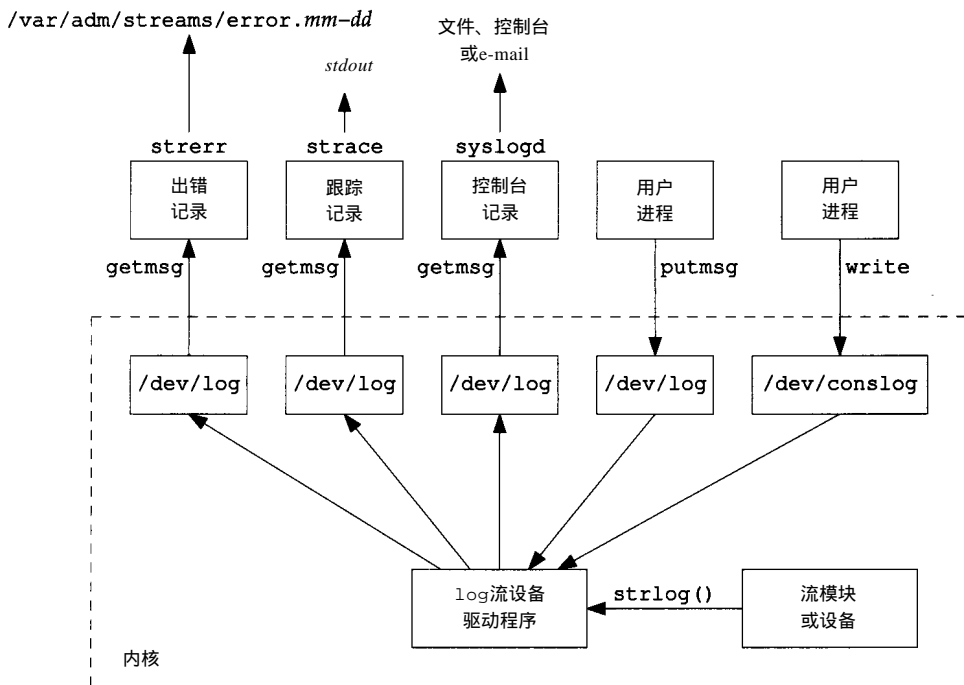 /var/adm/streams/error.mm-dd
文件、控制台
或e-mail
stdout
strerr
strace
syslogd
出错
记录
跟踪
记录
控制台
记录
用户
进程
用户
进程
getmsg
getmsg
getmsg
putmsg
write
/dev/log
/dev/log
/dev/log
/dev/log
/dev/conslog
log流设备
驱动程序
strlog()
流模块
或设备
内核